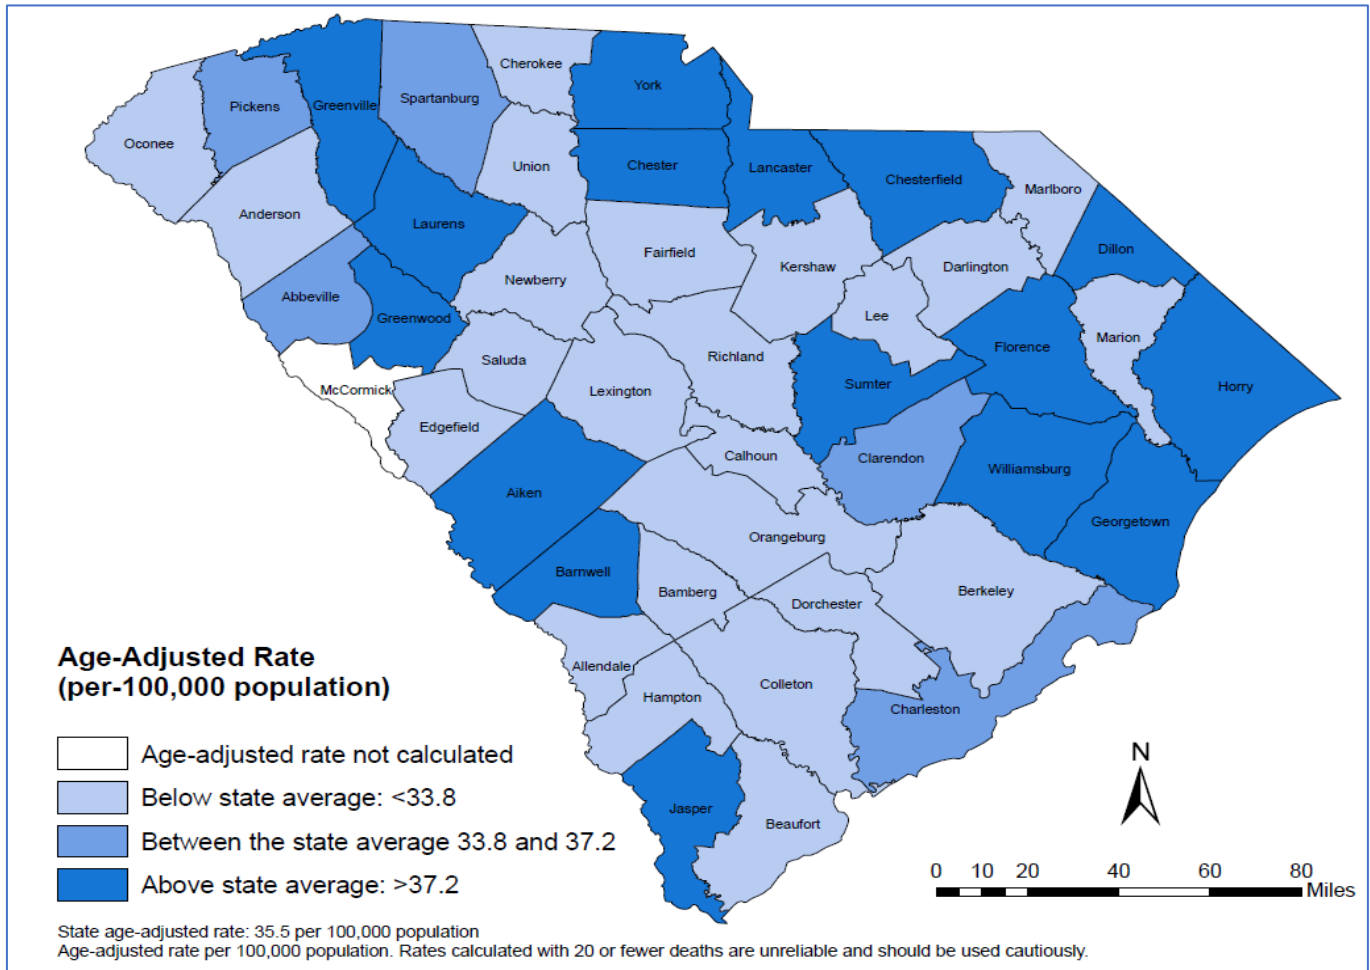 Cherokee
York
Spartanburg
Pickens
Greenville
Oconee
Union
Chester
Lancaster
Chesterfield
Marlboro
Anderson
Laurens
Dillon
Fairfield
Kershaw
Darlington
Newberry
Abbeville
Greenwood
Lee
Marion
Florence
Saluda
Richland
Sumter
Horry
McCormick
Lexington
Edgefield
Calhoun
Clarendon
Williamsburg
Aiken
Georgetown
Orangeburg
Barnwell
Bamberg
Dorchester
Berkeley
Allendale
Hampton
Colleton
Charleston
Jasper
Beaufort
Age-Adjusted Rate
(per-100,000 population)
Age-adjusted rate not calculated
Below state average: <33.8
Between the state average 33.8 and 37.2
Above state average: >37.2
N
0 10 20 40 60 80
Miles
State age-adjusted rate: 35.5 per 100,000 population
Age-adjusted rate per 100,000 population. Rates calculated with 20 or fewer deaths are unreliable and should be used cautiously.